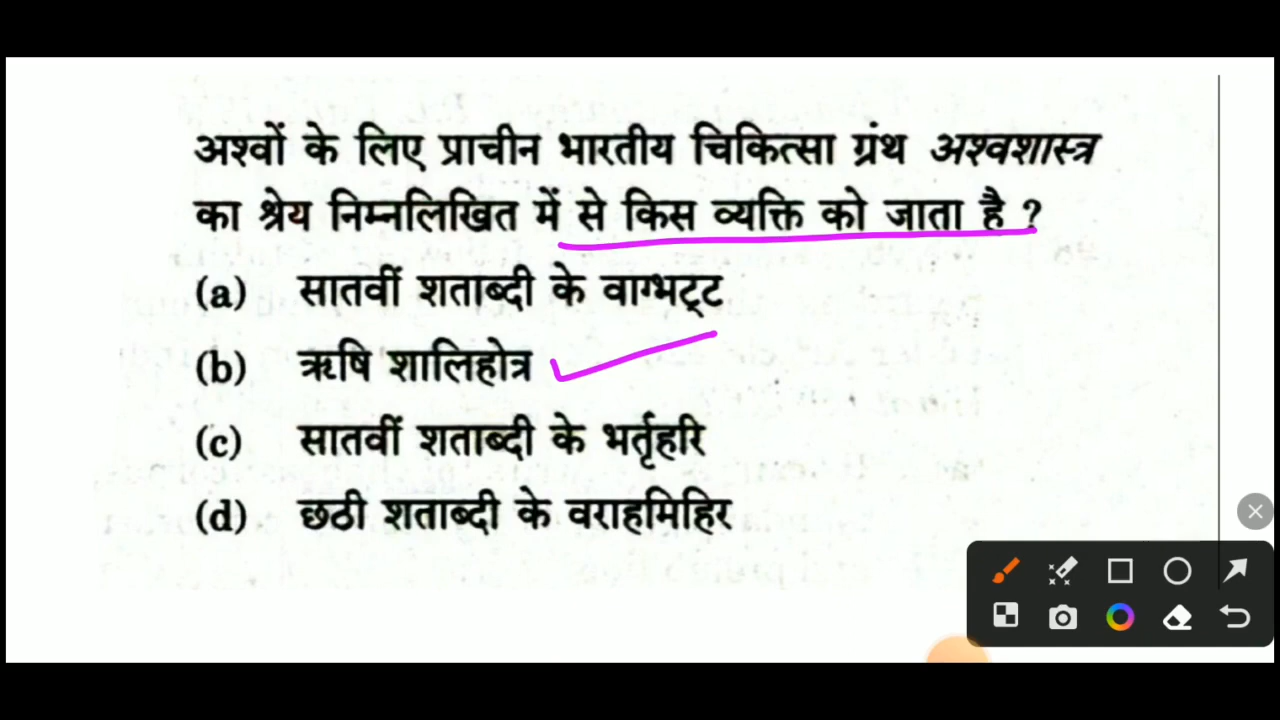 अश्वों के लिए प्राचीन भारतीय चिकित्सा ग्रंथ अश्वशास्त्र
का श्रेय निम्नलिखित में से किस व्यक्ति को जाता है ?
(a) सातवीं शताब्दी के वाग्भट्ट
(b) ऋषि शालिहोत्र
(c) सातवीं शताब्दी के भर्तृहरि
(d) छठी शताब्दी के वराहमिहिर